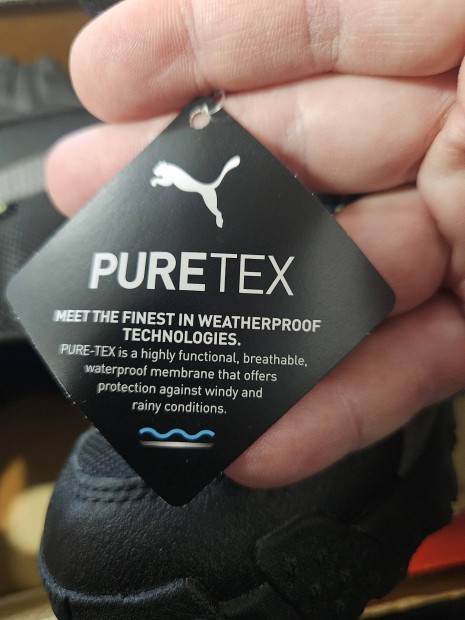 PURETEX
MEET THE FINEST IN WEATHERPROOF
TECHNOLOGIES.
PURE-TEX is a highly functional, breathable,
waterproof membrane that offers
protection against windy and
rainy conditions.